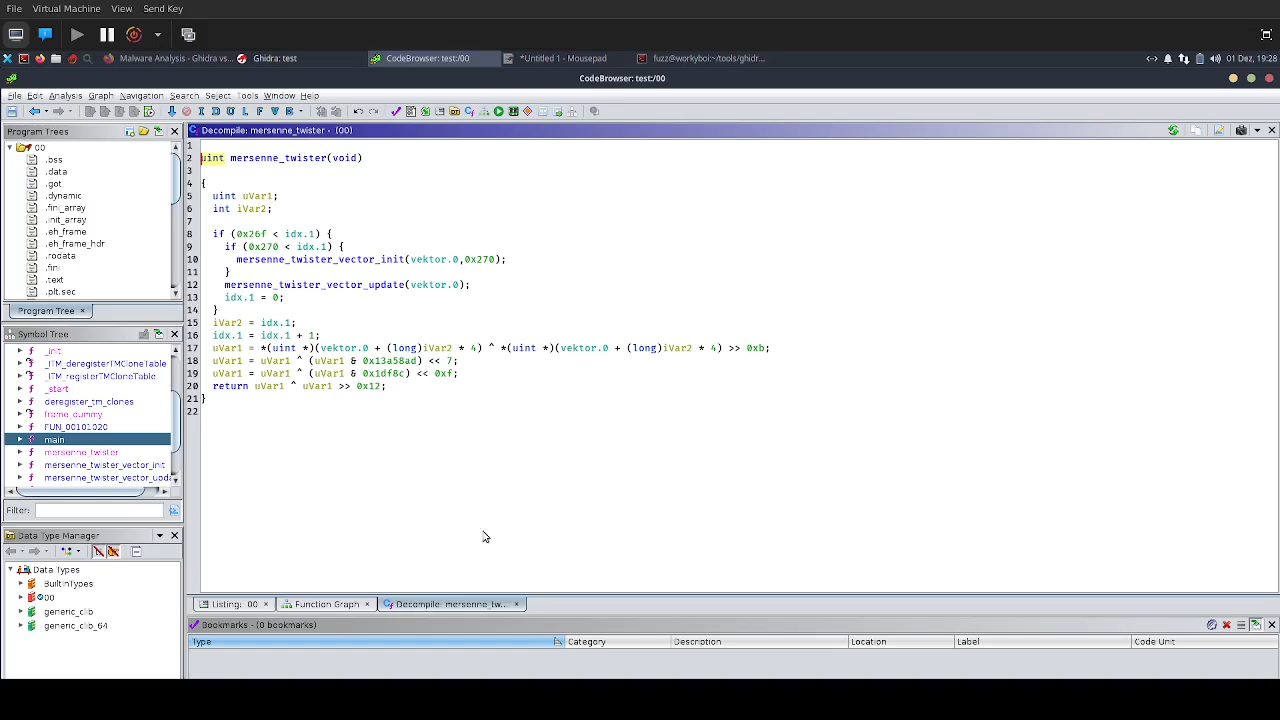 File Virtual Machine View Send Key
Malware Analysis - Ghidra vs... Ghidra: test CodeBrowser: test:/00 *Untitled 1 - Mousepad fuzz@workyboi:~/tools/ghidr... 01 Dez, 19:28
CodeBrowser: test:/00
File Edit Analysis Graph Navigation Search Select Tools Window Help
I D U L F V B
Program Trees
00
.bss
.data
.got
.dynamic
.fini_array
.init_array
.eh_frame
.eh_frame_hdr
.rodata
.fini
.text
.plt.sec
Program Tree ×
Symbol Tree
_init
_ITM_deregisterTMCloneTable
_ITM_registerTMCloneTable
_start
deregister_tm_clones
frame_dummy
FUN_00101020
main
mersenne_twister
mersenne_twister_vector_init
mersenne_twister_vector_upda
Filter:
Data Type Manager
Data Types
BuiltInTypes
00
generic_clib
generic_clib_64
Decompile: mersenne_twister - (00)
1
2 uint mersenne_twister(void)
3
4 {
5 uint uVar1;
6 int iVar2;
7
8 if (0x26f < idx.1) {
9 if (0x270 < idx.1) {
10 mersenne_twister_vector_init(vektor.0,0x270);
11 }
12 mersenne_twister_vector_update(vektor.0);
13 idx.1 = 0;
14 }
15 iVar2 = idx.1;
16 idx.1 = idx.1 + 1;
17 uVar1 = *(uint *)(vektor.0 + (long)iVar2 * 4) ^ *(uint *)(vektor.0 + (long)iVar2 * 4) >> 0xb;
18 uVar1 = uVar1 ^ (uVar1 & 0x13a58ad) << 7;
19 uVar1 = uVar1 ^ (uVar1 & 0x1df8c) << 0xf;
20 return uVar1 ^ uVar1 >> 0x12;
21 }
22
Listing: 00 × Function Graph × Decompile: mersenne_tw... ×
Bookmarks - (0 bookmarks)
Type Category Description Location Label Code Unit